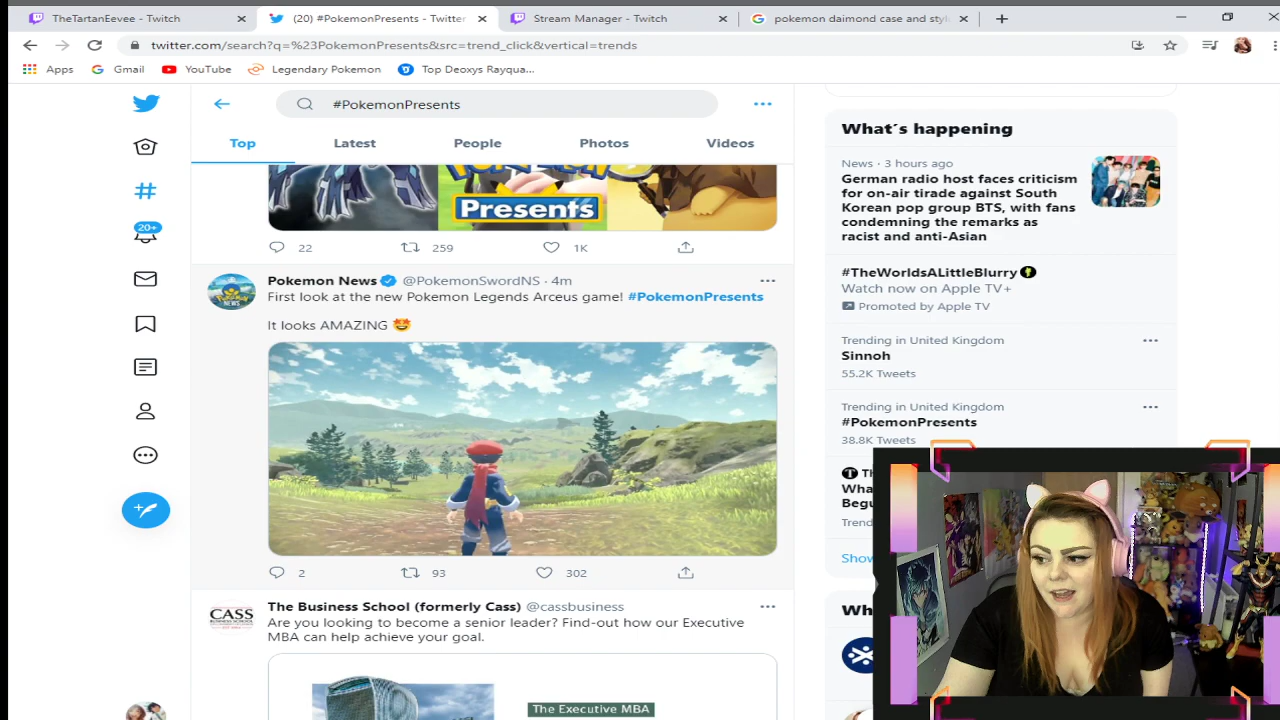 TheTartanEevee - Twitch
(20) #PokemonPresents - Twitter
Stream Manager - Twitch
pokemon daimond case and styl
twitter.com/search?q=%23PokemonPresents&src=trend_click&vertical=trends
Apps
Gmail
YouTube
Legendary Pokemon
Top Deoxys Rayqua...
#PokemonPresents
Top
Latest
People
Photos
Videos
Presents
22
259
1K
Pokemon News @PokemonSwordNS · 4m
First look at the new Pokemon Legends Arceus game! #PokemonPresents
It looks AMAZING
2
93
302
The Business School (formerly Cass) @cassbusiness
Are you looking to become a senior leader? Find-out how our Executive
MBA can help achieve your goal.
CASS
The Executive MBA
20+
What´s happening
News · 3 hours ago
German radio host faces criticism
for on-air tirade against South
Korean pop group BTS, with fans
condemning the remarks as
racist and anti-Asian
#TheWorldsALittleBlurry
Watch now on Apple TV+
Promoted by Apple TV
Trending in United Kingdom
Sinnoh
55.2K Tweets
Trending in United Kingdom
#PokemonPresents
38.8K Tweets
Th
Wha
Begu
Trend
Show
Wh